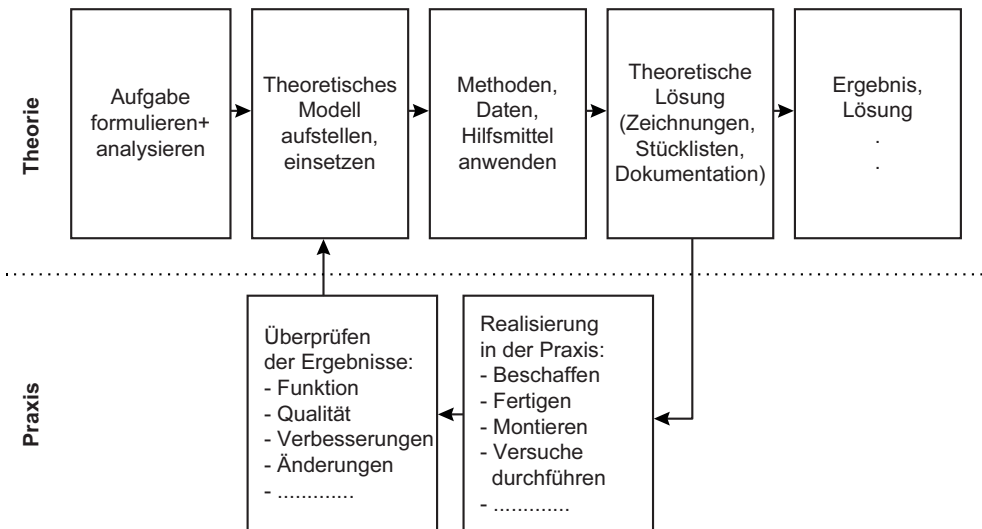 Theorie
Aufgabe
formulieren+
analysieren
Theoretisches
Modell
aufstellen,
einsetzen
Methoden,
Daten,
Hilfsmittel
anwenden
Theoretische
Lösung
(Zeichnungen,
Stücklisten,
Dokumentation)
Ergebnis,
Lösung
.
.
Praxis
Überprüfen
der Ergebnisse:
- Funktion
- Qualität
- Verbesserungen
- Änderungen
- .............
Realisierung
in der Praxis:
- Beschaffen
- Fertigen
- Montieren
- Versuche
durchführen
- .............